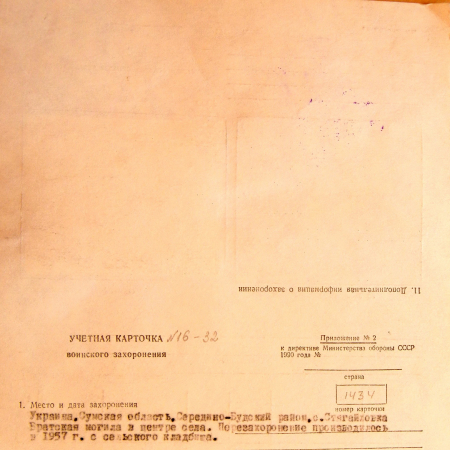 11. Дополнительная информация о захоронении
УЧЕТНАЯ КАРТОЧКА №16-32
воинского захоронения
Приложение № 2
к директиве Министерства обороны СССР
1990 года №
страна
1434
номер карточки
1. Место и дата захоронения
Украина,Сумская область,Середино-Будский район,с.Стягайловка
Братская могила в центре села. Перезахоронение производилось
в 1957 г. с сельского кладбища.